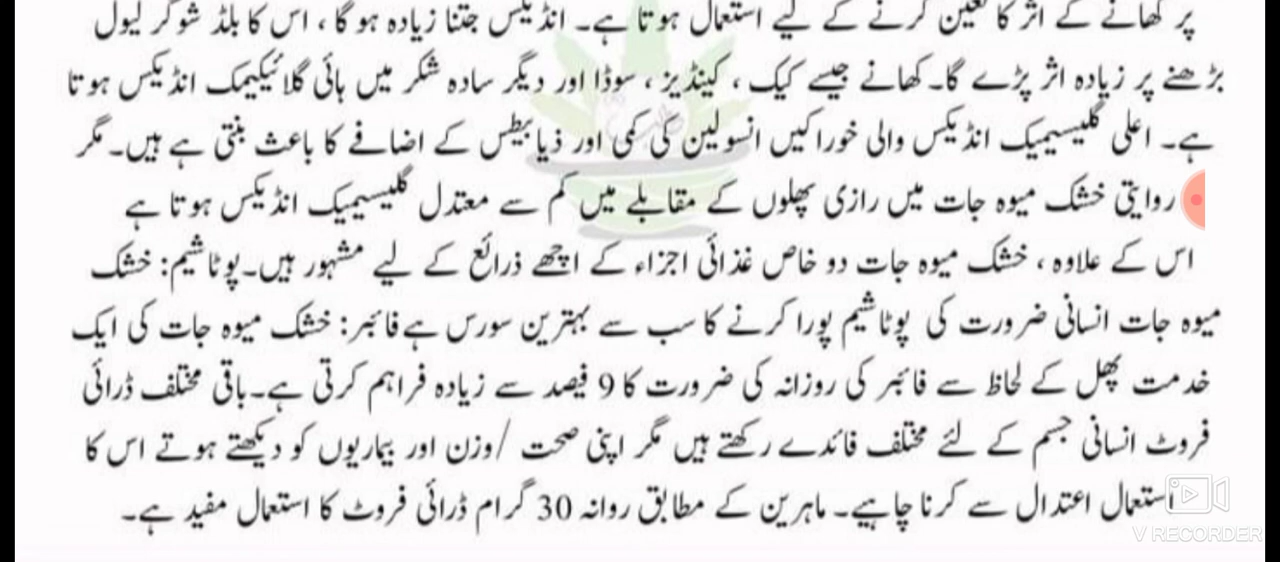 پر کھانے کے اثر کا تعین کرنے کے لیے استعمال ہوتا ہے۔ انڈیکس جتنا زیادہ ہو گا، اس کا بلڈ شوگر لیول
بڑھنے پر زیادہ اثر پڑے گا۔ کھانے جیسے کیک، کینڈیز، سوڈا اور دیگر سادہ شکر میں ہائی گلائیکیمک انڈیکس ہوتا
ہے۔ اعلی گلیسیمیک انڈیکس والی خوراکیں انسولین کی کمی اور ذیابیطس کے اضافے کا باعث بنتی ہے ہیں۔ مگر
روایتی خشک میوہ جات میں رازی پھلوں کے مقابلے میں کم سے معتدل گلیسیمیک انڈیکس ہوتا ہے
اس کے علاوہ، خشک میوہ جات دو خاص غذائی اجزاء کے اچھے ذرائع کے لیے مشہور ہیں۔ پوٹاشیم: خشک
میوہ جات انسانی ضرورت کی پوٹاشیم پورا کرنے کا سب سے بہترین سورس ہے فائبر: خشک میوہ جات کی ایک
خدمت پھل کے لحاظ سے فائبر کی روزانہ کی ضرورت کا 9 فیصد سے زیادہ فراہم کرتی ہے۔ باقی مختلف ڈرائی
فروٹ انسانی جسم کے لئے مختلف فائدے رکھتے ہیں مگر اپنی صحت /وزن اور بیماریوں کو دیکھتے ہوتے اس کا
استعمال اعتدال سے کرنا چاہیے۔ ماہرین کے مطابق روانہ 30 گرام ڈرائی فروٹ کا استعمال مفید ہے۔
V RECORDER